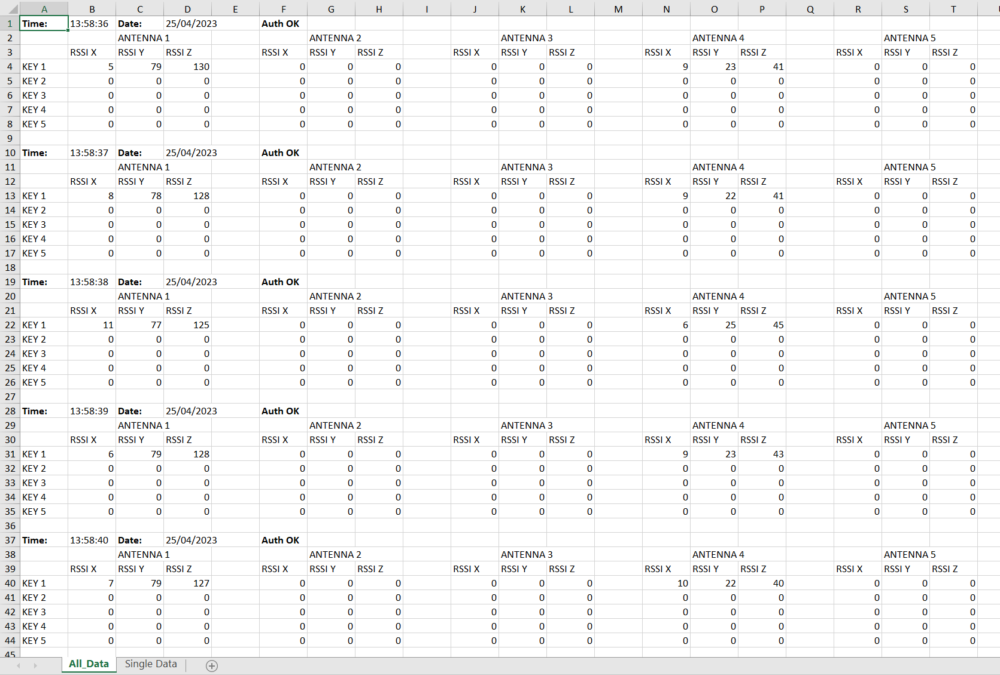 A B C D E F G H I J K L M N O P Q R S T
1 Time: 13:58:36 Date: 25/04/2023 Auth OK
2 ANTENNA 1 ANTENNA 2 ANTENNA 3 ANTENNA 4 ANTENNA 5
3 RSSI X RSSI Y RSSI Z RSSI X RSSI Y RSSI Z RSSI X RSSI Y RSSI Z RSSI X RSSI Y RSSI Z RSSI X RSSI Y RSSI Z
4 KEY 1 5 79 130 0 0 0 0 0 0 9 23 41 0 0 0
5 KEY 2 0 0 0 0 0 0 0 0 0 0 0 0 0 0 0
6 KEY 3 0 0 0 0 0 0 0 0 0 0 0 0 0 0 0
7 KEY 4 0 0 0 0 0 0 0 0 0 0 0 0 0 0 0
8 KEY 5 0 0 0 0 0 0 0 0 0 0 0 0 0 0 0
9
10 Time: 13:58:37 Date: 25/04/2023 Auth OK
11 ANTENNA 1 ANTENNA 2 ANTENNA 3 ANTENNA 4 ANTENNA 5
12 RSSI X RSSI Y RSSI Z RSSI X RSSI Y RSSI Z RSSI X RSSI Y RSSI Z RSSI X RSSI Y RSSI Z RSSI X RSSI Y RSSI Z
13 KEY 1 8 78 128 0 0 0 0 0 0 9 22 41 0 0 0
14 KEY 2 0 0 0 0 0 0 0 0 0 0 0 0 0 0 0
15 KEY 3 0 0 0 0 0 0 0 0 0 0 0 0 0 0 0
16 KEY 4 0 0 0 0 0 0 0 0 0 0 0 0 0 0 0
17 KEY 5 0 0 0 0 0 0 0 0 0 0 0 0 0 0 0
18
19 Time: 13:58:38 Date: 25/04/2023 Auth OK
20 ANTENNA 1 ANTENNA 2 ANTENNA 3 ANTENNA 4 ANTENNA 5
21 RSSI X RSSI Y RSSI Z RSSI X RSSI Y RSSI Z RSSI X RSSI Y RSSI Z RSSI X RSSI Y RSSI Z RSSI X RSSI Y RSSI Z
22 KEY 1 11 77 125 0 0 0 0 0 0 6 25 45 0 0 0
23 KEY 2 0 0 0 0 0 0 0 0 0 0 0 0 0 0 0
24 KEY 3 0 0 0 0 0 0 0 0 0 0 0 0 0 0 0
25 KEY 4 0 0 0 0 0 0 0 0 0 0 0 0 0 0 0
26 KEY 5 0 0 0 0 0 0 0 0 0 0 0 0 0 0 0
27
28 Time: 13:58:39 Date: 25/04/2023 Auth OK
29 ANTENNA 1 ANTENNA 2 ANTENNA 3 ANTENNA 4 ANTENNA 5
30 RSSI X RSSI Y RSSI Z RSSI X RSSI Y RSSI Z RSSI X RSSI Y RSSI Z RSSI X RSSI Y RSSI Z RSSI X RSSI Y RSSI Z
31 KEY 1 6 79 128 0 0 0 0 0 0 9 23 43 0 0 0
32 KEY 2 0 0 0 0 0 0 0 0 0 0 0 0 0 0 0
33 KEY 3 0 0 0 0 0 0 0 0 0 0 0 0 0 0 0
34 KEY 4 0 0 0 0 0 0 0 0 0 0 0 0 0 0 0
35 KEY 5 0 0 0 0 0 0 0 0 0 0 0 0 0 0 0
36
37 Time: 13:58:40 Date: 25/04/2023 Auth OK
38 ANTENNA 1 ANTENNA 2 ANTENNA 3 ANTENNA 4 ANTENNA 5
39 RSSI X RSSI Y RSSI Z RSSI X RSSI Y RSSI Z RSSI X RSSI Y RSSI Z RSSI X RSSI Y RSSI Z RSSI X RSSI Y RSSI Z
40 KEY 1 7 79 127 0 0 0 0 0 0 10 22 40 0 0 0
41 KEY 2 0 0 0 0 0 0 0 0 0 0 0 0 0 0 0
42 KEY 3 0 0 0 0 0 0 0 0 0 0 0 0 0 0 0
43 KEY 4 0 0 0 0 0 0 0 0 0 0 0 0 0 0 0
44 KEY 5 0 0 0 0 0 0 0 0 0 0 0 0 0 0 0
45
All_Data Single Data